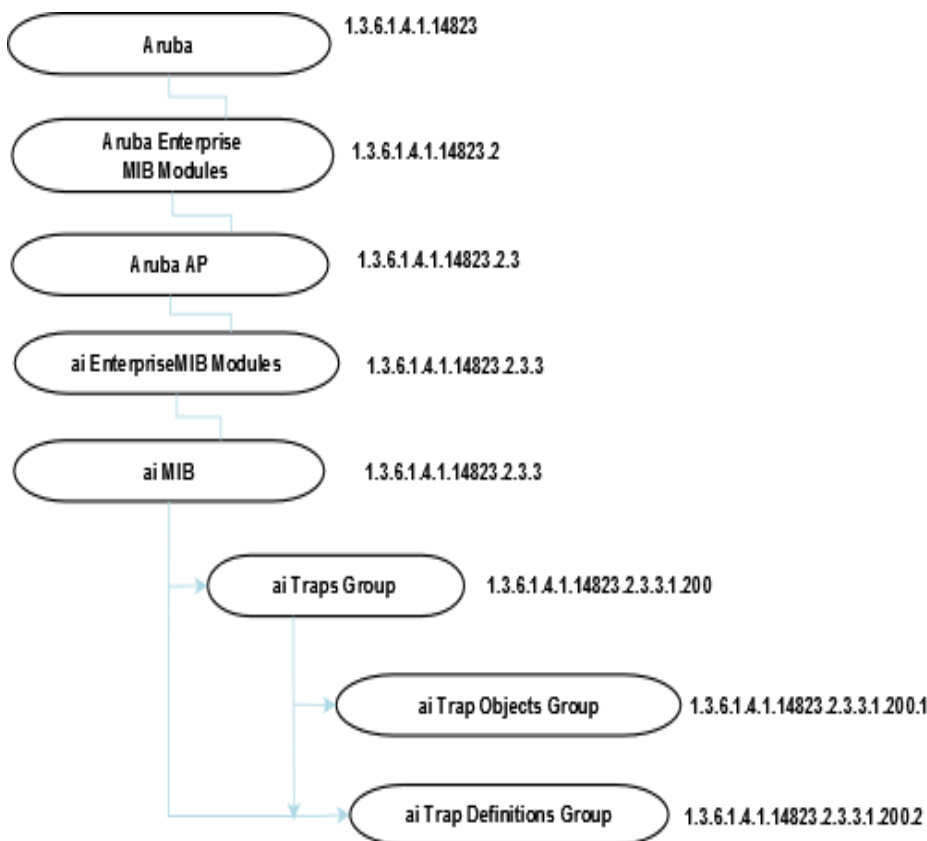 Aruba
1.3.6.1.4.1.14823
Aruba Enterprise
MIB Modules
1.3.6.1.4.1.14823.2
Aruba AP
1.3.6.1.4.1.14823.2.3
ai EnterpriseMIB Modules
1.3.6.1.4.1.14823.2.3.3
ai MIB
1.3.6.1.4.1.14823.2.3.3
ai Traps Group
1.3.6.1.4.1.14823.2.3.3.1.200
ai Trap Objects Group
1.3.6.1.4.1.14823.2.3.3.1.200.1
ai Trap Definitions Group
1.3.6.1.4.1.14823.2.3.3.1.200.2